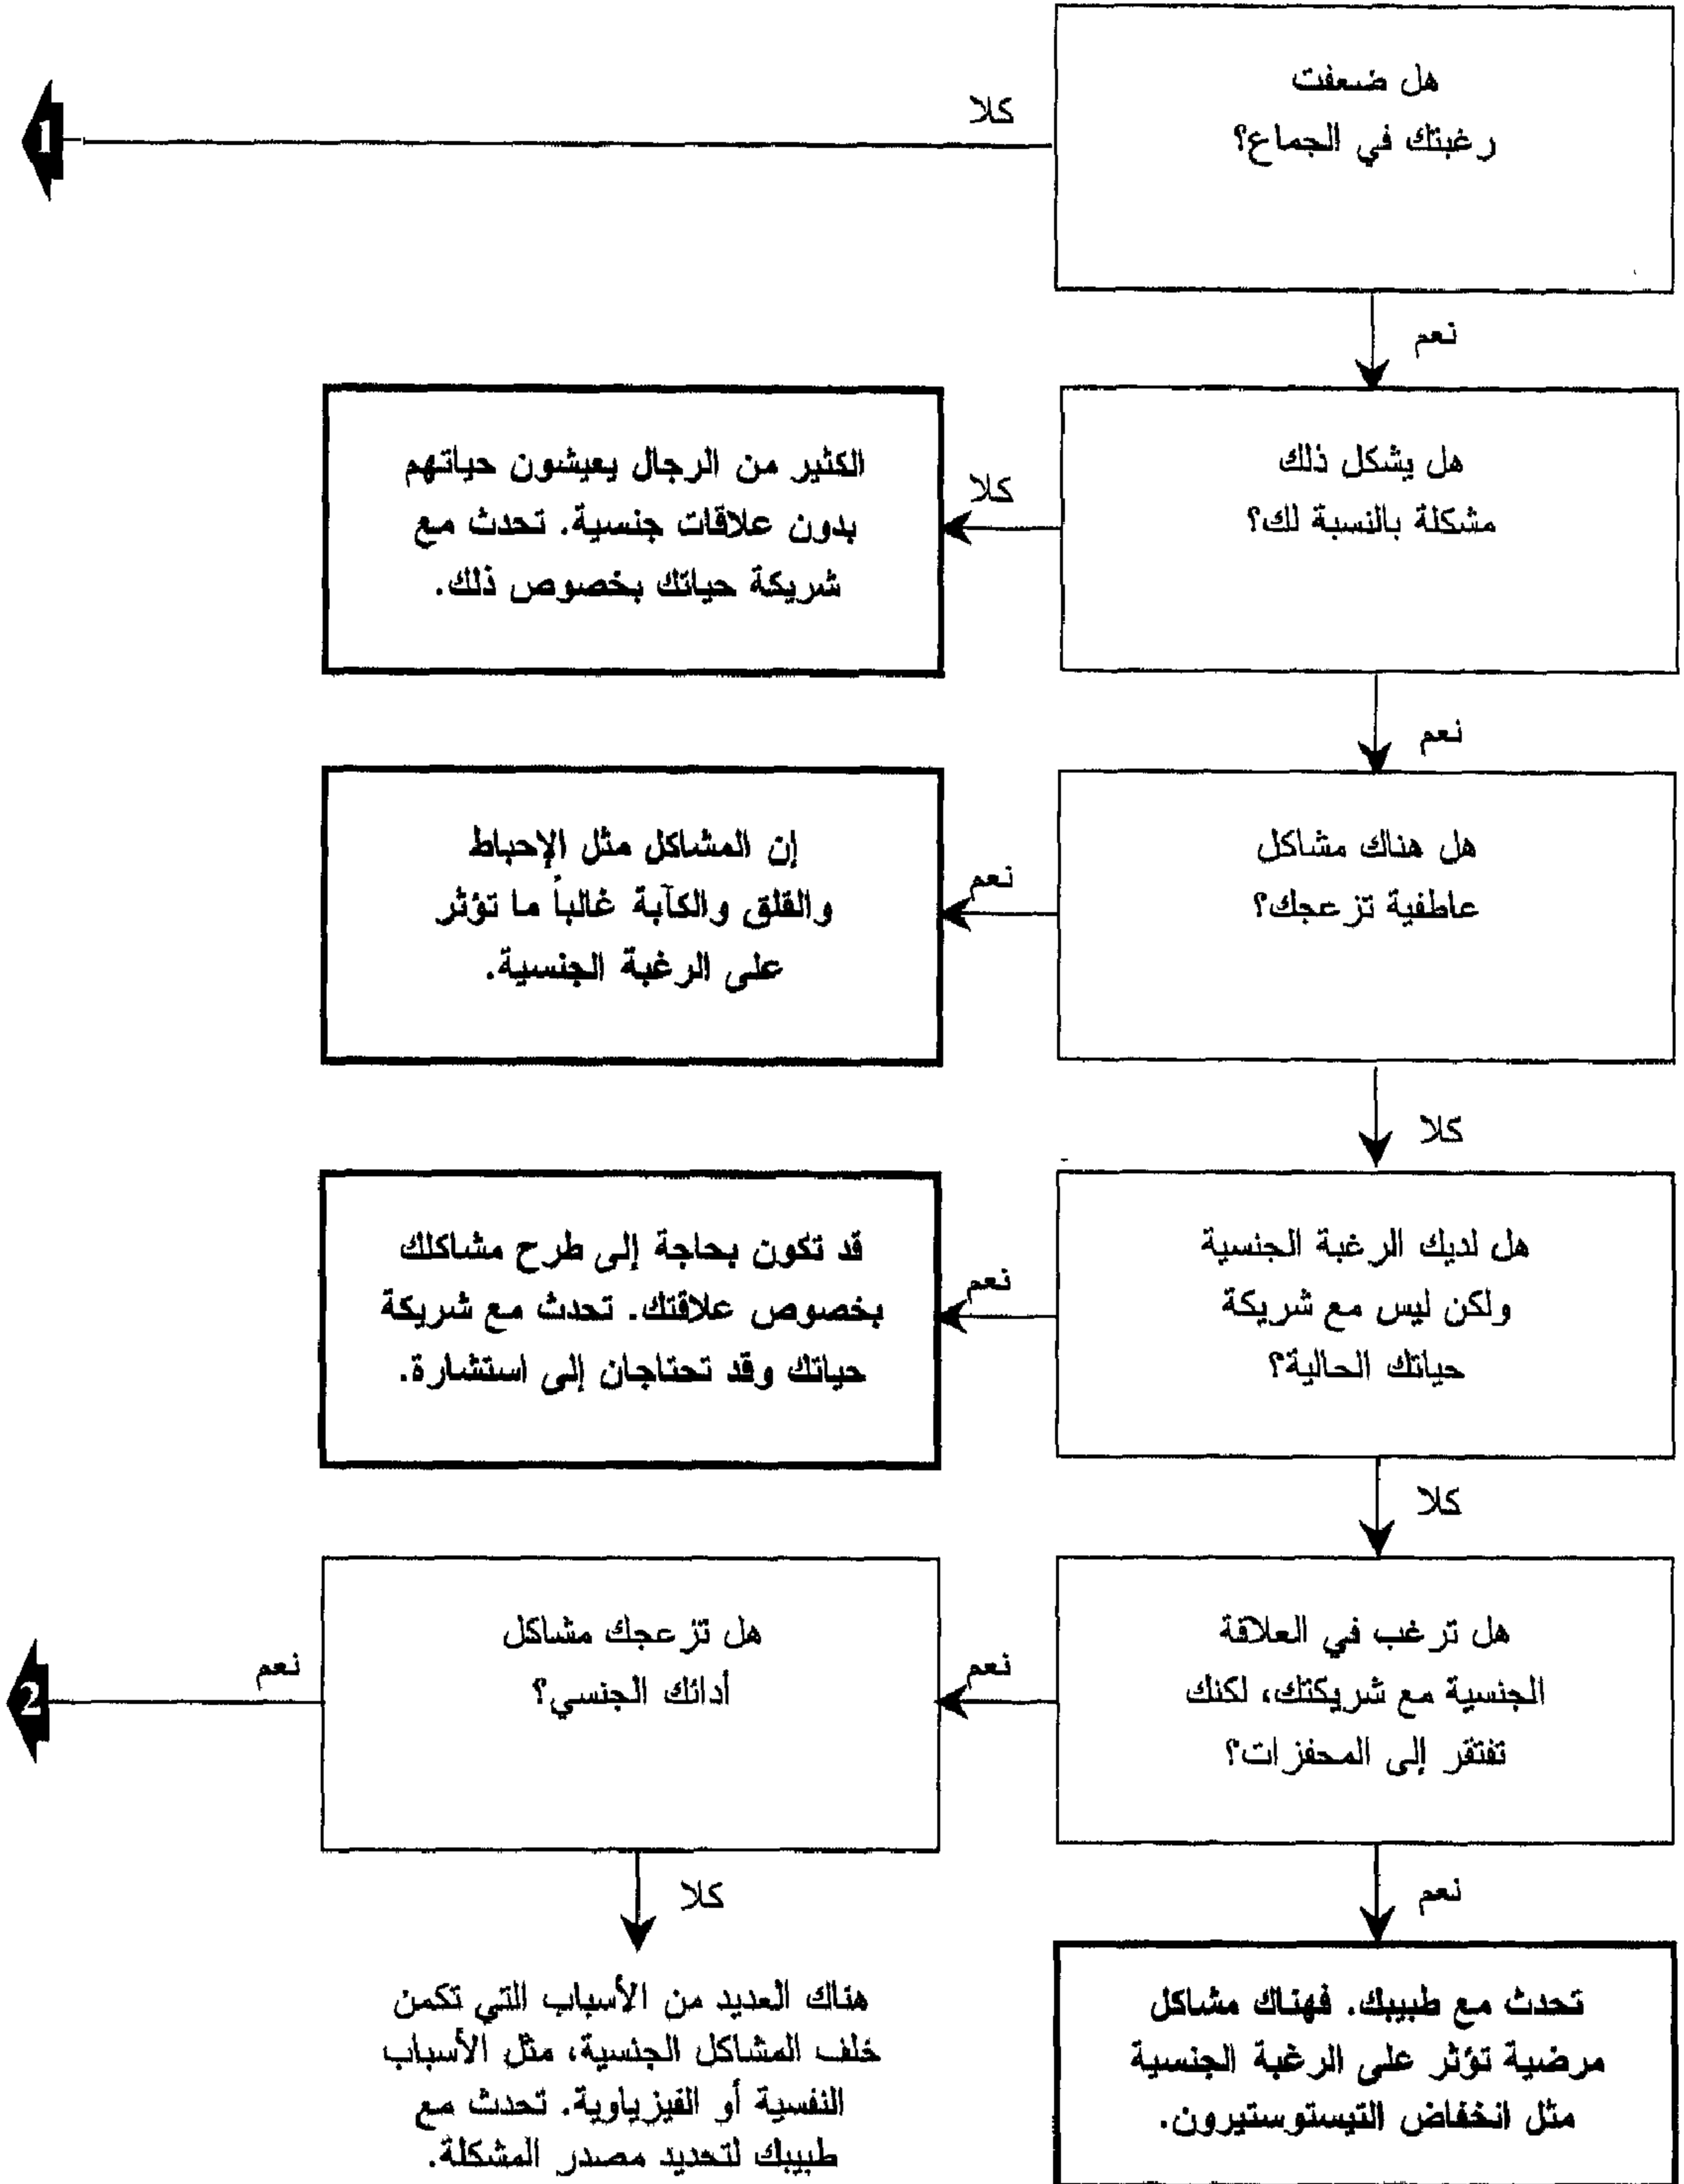 هل ضعفت
رغبتك في الجماع؟
كلا
1
نعم
هل يشكل ذلك
مشكلة بالنسبة لك؟
كلا
الكثير من الرجال يعيشون حياتهم
بدون علاقات جنسية. تحدث مع
شريكة حياتك بخصوص ذلك.
نعم
هل هناك مشاكل
عاطفية تزعجك؟
نعم
إن المشاكل مثل الإحباط
والقلق والكآبة غالباً ما تؤثر
على الرغبة الجنسية.
كلا
هل لديك الرغبة الجنسية
ولكن ليس مع شريكة
حياتك الحالية؟
نعم
قد تكون بحاجة إلى طرح مشاكلك
بخصوص علاقتك. تحدث مع شريكة
حياتك وقد تحتاجان إلى استشارة.
كلا
هل ترغب في العلاقة
الجنسية مع شريكتك، لكنك
تفتقر إلى المحفزات؟
نعم
هل تزعجك مشاكل
أدائك الجنسي؟
نعم
2
نعم
تحدث مع طبيبك. فهناك مشاكل
مرضية تؤثر على الرغبة الجنسية
مثل انخفاض التيستوستيرون.
كلا
هناك العديد من الأسباب التي تكمن
خلف المشاكل الجنسية، مثل الأسباب
النفسية أو الفيزياوية. تحدث مع
طبيبك لتحديد مصدر المشكلة.